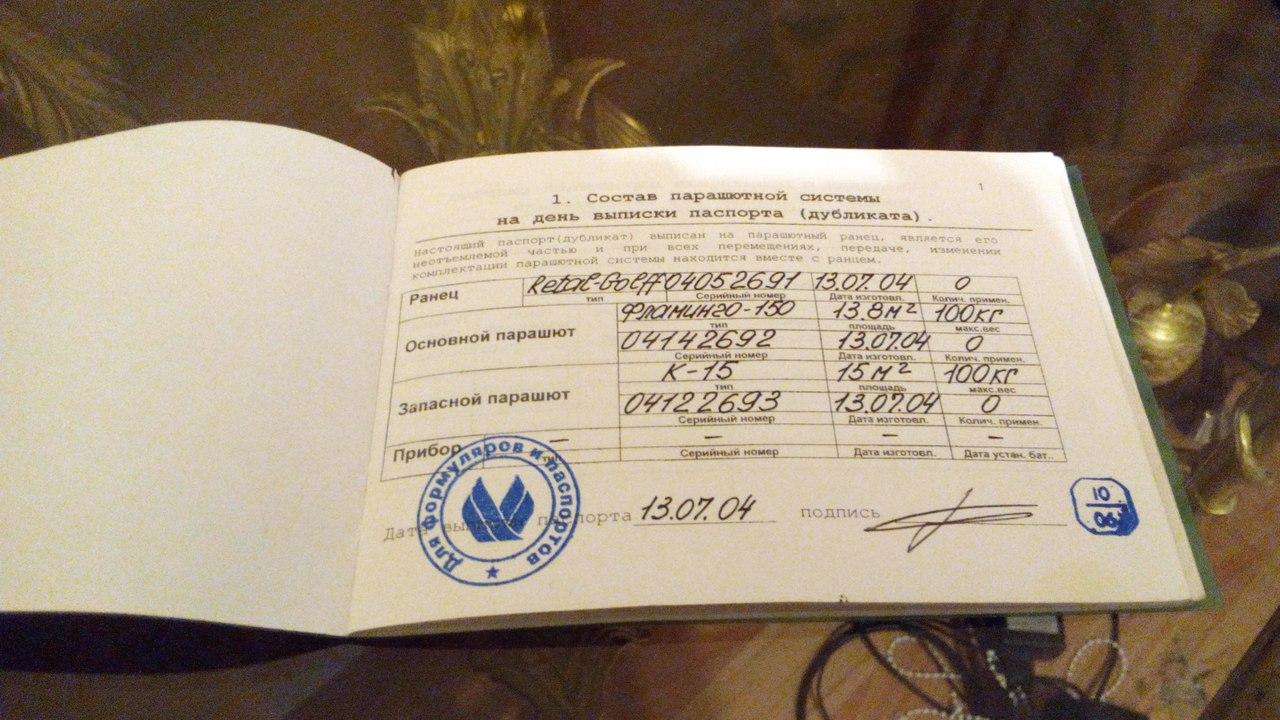 1
1. Состав парашютной системы
на день выписки паспорта (дубликата).
Настоящий паспорт(дубликат) выписан на парашютный ранец, является его
неотъемлемой частью и при всех перемещениях, передаче, изменении
комплектации парашютной системы находится вместе с ранцем.
Ранец 04052691 13.07.04 0
тип Серийный номер Дата изготовл. Колич. примен.
Основной парашют Фламинго-150 13.8м² 100кг
тип площадь макс.вес
04142692 13.07.04 0
Серийный номер Дата изготовл. Колич. примен.
Запасной парашют К-15 15м² 100кг
тип площадь макс.вес
04122693 13.07.04 0
Серийный номер Дата изготовл. Колич. примен.
Прибор — — — —
Серийный номер Дата изготовл. Дата устан. бат..
Дата выписки паспорта 13.07.04 подпись
Для формуляров и паспортов
10
8